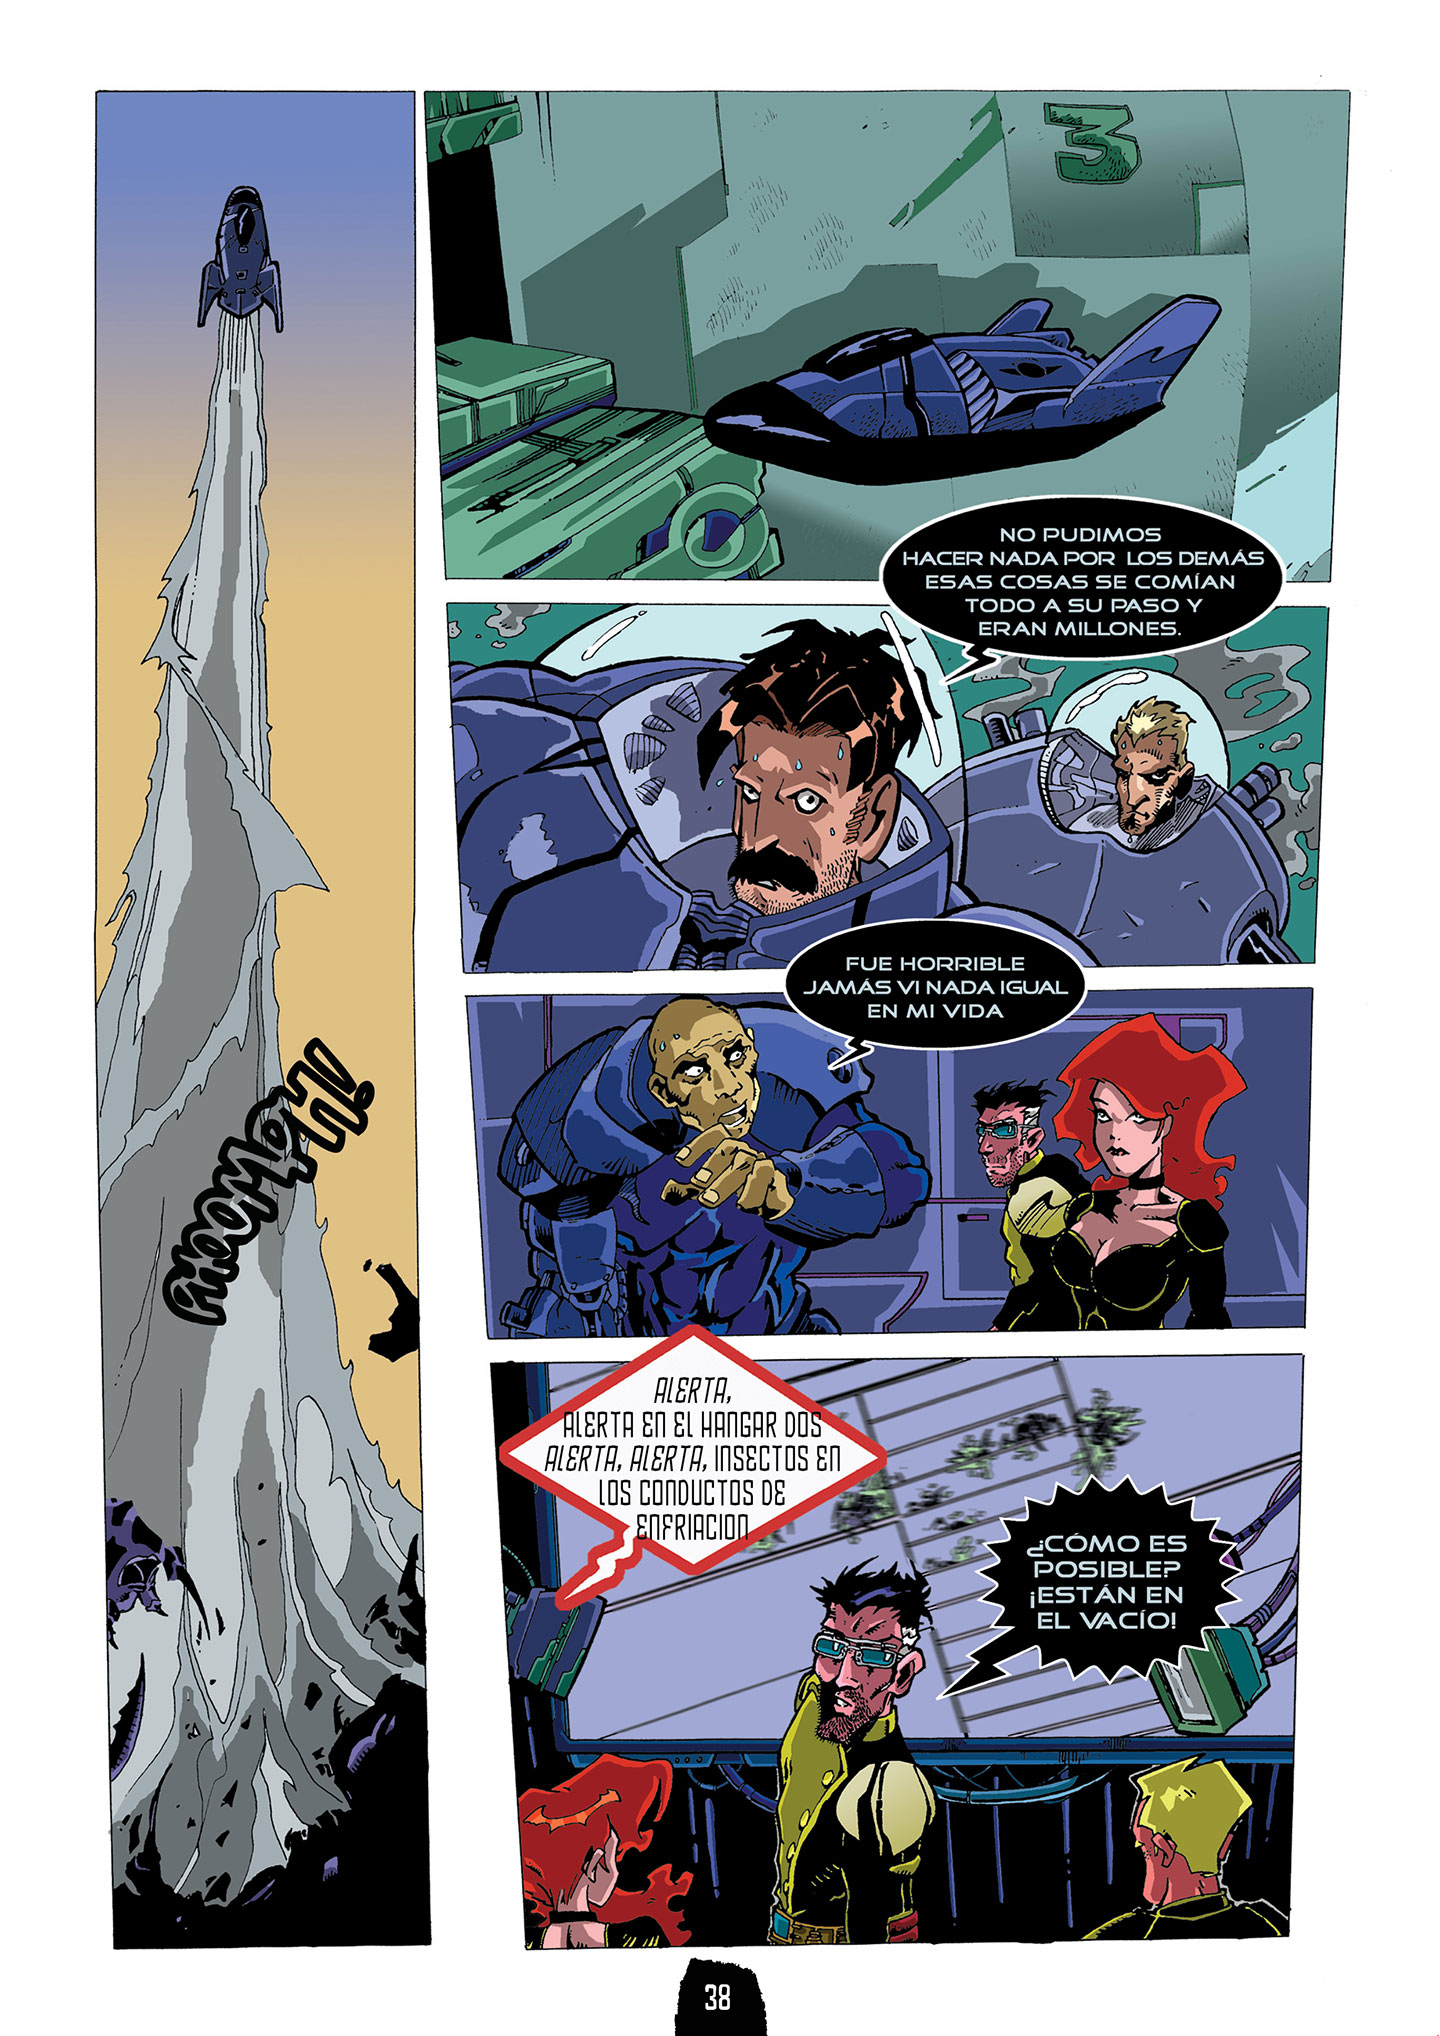 3
NO PUDIMOS
HACER NADA POR LOS DEMÁS
ESAS COSAS SE COMÍAN
TODO A SU PASO Y
ERAN MILLONES.
FUE HORRIBLE
JAMÁS VI NADA IGUAL
EN MI VIDA
ALERTA,
ALERTA EN EL HANGAR DOS
ALERTA, ALERTA, INSECTOS EN
LOS CONDUCTOS DE
ENFRIACION
¿CÓMO ES
POSIBLE?
¡ESTÁN EN
EL VACÍO!
38